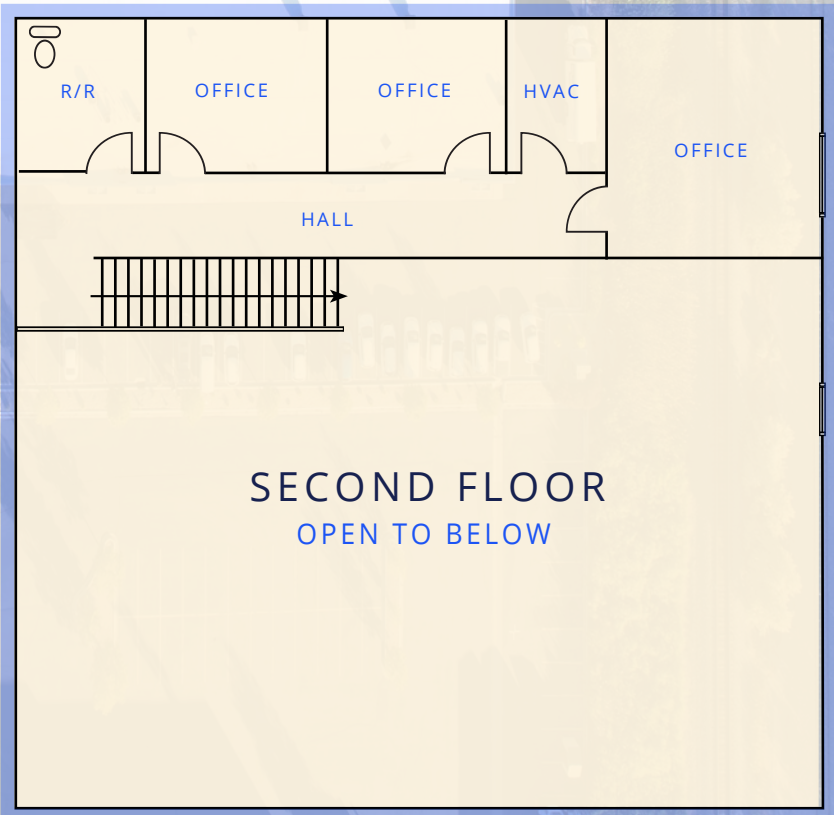 R/R
OFFICE
OFFICE
HVAC
OFFICE
HALL
SECOND FLOOR
OPEN TO BELOW